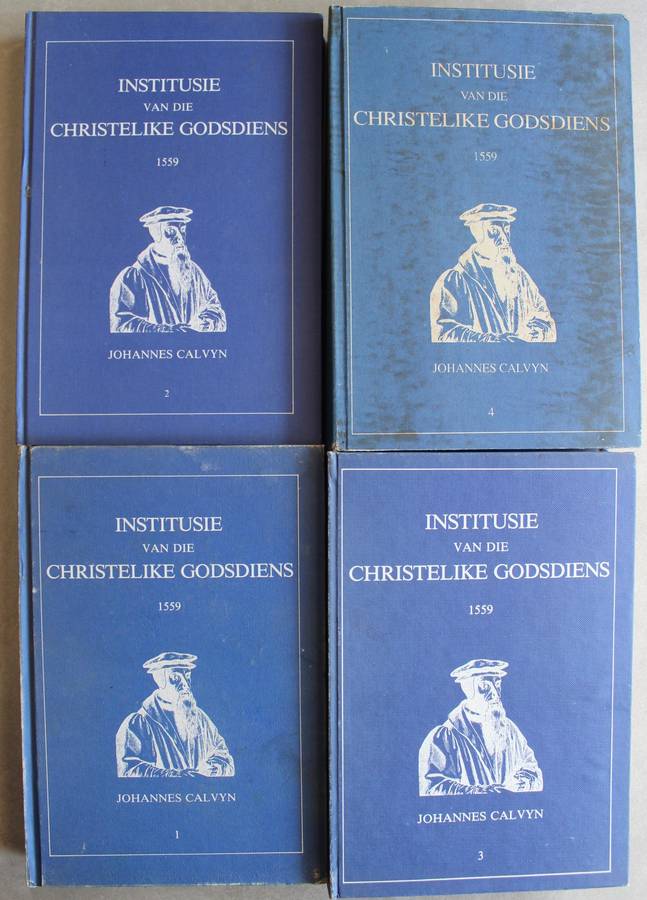 INSTITUSIE
VAN DIE
CHRISTELIKE GODSDIENS
1559
JOHANNES CALVYN
2
INSTITUSIE
VAN DIE
CHRISTELIKE GODSDIENS
1559
JOHANNES CALVYN
4
INSTITUSIE
VAN DIE
CHRISTELIKE GODSDIENS
1559
JOHANNES CALVYN
1
INSTITUSIE
VAN DIE
CHRISTELIKE GODSDIENS
1559
JOHANNES CALVYN
3